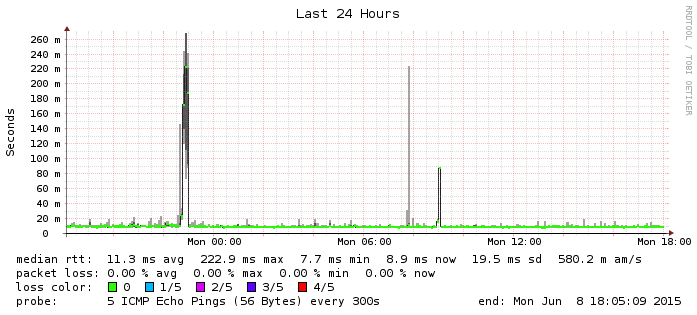 Last 24 Hours
RRDTOOL / TOBI OETIKER
Seconds
260 m
240 m
220 m
200 m
180 m
160 m
140 m
120 m
100 m
80 m
60 m
40 m
20 m
0
Mon 00:00 Mon 06:00 Mon 12:00 Mon 18:00
median rtt: 11.3 ms avg 222.9 ms max 7.7 ms min 8.9 ms now 19.5 ms sd 580.2 m am/s
packet loss: 0.00 % avg 0.00 % max 0.00 % min 0.00 % now
loss color: 0 1/5 2/5 3/5 4/5
probe: 5 ICMP Echo Pings (56 Bytes) every 300s end: Mon Jun 8 18:05:09 2015